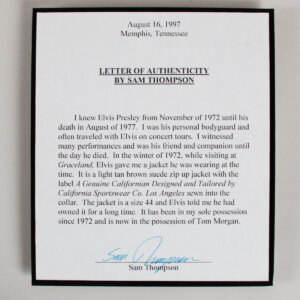 August 16, 1997
Memphis, Tennessee
LETTER OF AUTHENTICITY
BY SAM THOMPSON
I knew Elvis Presley from November of 1972 until his
death in August of 1977. I was his personal bodyguard and
often traveled with Elvis on concert tours. I witnessed
many performances and was his friend and companion until
the day he died. In the winter of 1972, while visiting at
Graceland, Elvis gave me a jacket he was wearing at the
time. It is a light tan brown suede zip up jacket with the
label A Genuine Californian Designed and Tailored by
California Sportswear Co. Los Angeles sewn into the
collar. The jacket is a size 44 and Elvis told me he had
owned it for a long time. It has been in my sole possession
since 1972 and is now in the possession of Tom Morgan.
Sam Thompson
Sam Thompson